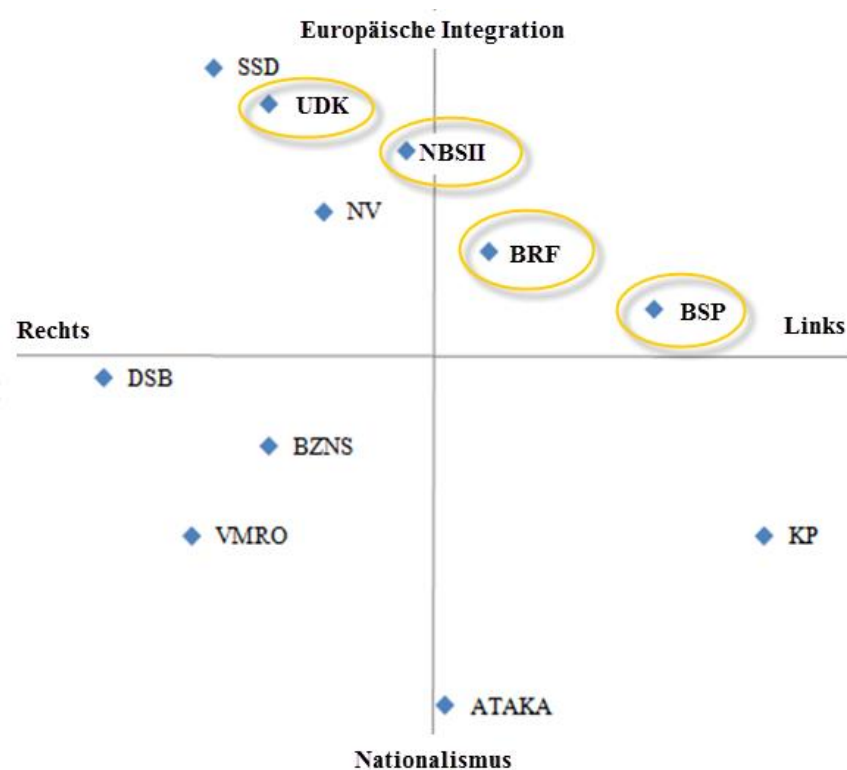 Europäische Integration
SSD
UDK
NBSII
NV
BRF
BSP
Rechts
Links
DSB
BZNS
VMRO
KP
ATAKA
Nationalismus